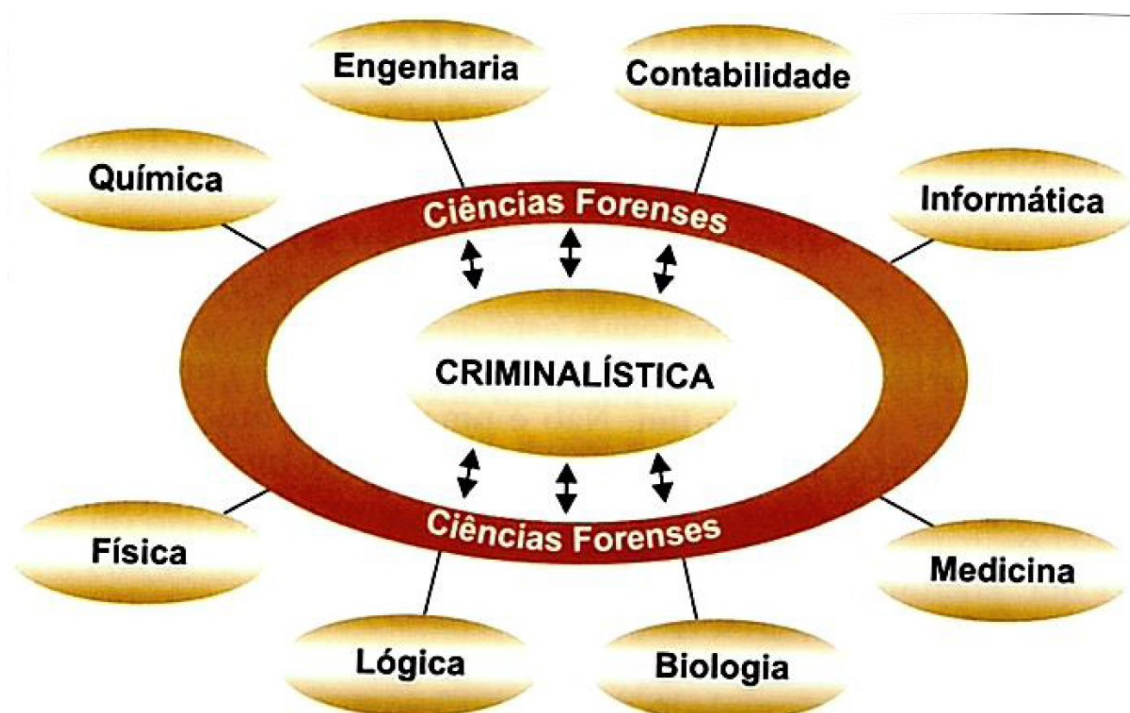 Engenharia
Contabilidade
Química
Informática
Ciências Forenses
CRIMINALÍSTICA
Ciências Forenses
Física
Medicina
Lógica
Biologia